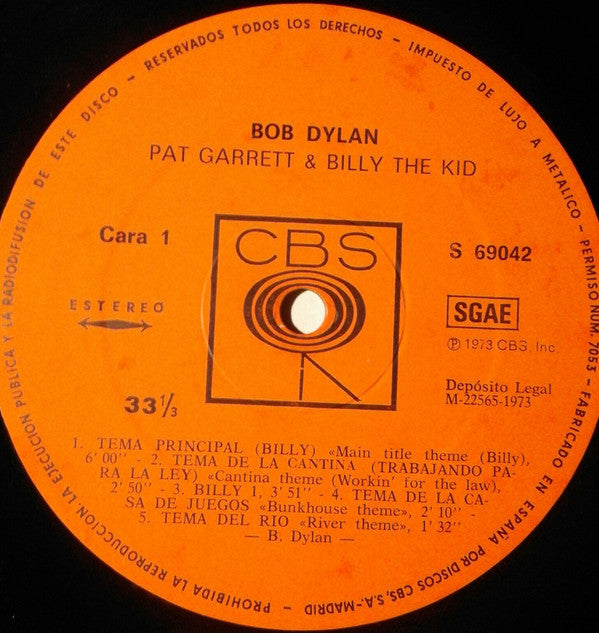 BOB DYLAN
PAT GARRETT & BILLY THE KID
Cara 1
CBS
S 69042
ESTEREO
SGAE
℗ 1973 CBS, Inc.
33 1/3
Depósito Legal
M-22565-1973
1. TEMA PRINCIPAL (BILLY) «Main title theme (Billy),
6'00" - 2. TEMA DE LA CANTINA (TRABAJANDO PA-
RA LA LEY) «Cantina theme (Workin' for the law),
2'50" - 3. BILLY 1, 3'51" - 4. TEMA DE LA CA-
SA DE JUEGOS «Bunkhouse theme», 2'10" -
5. TEMA DEL RIO «River theme», 1'32"
— B. Dylan —
PROHIBIDA LA REPRODUCCION, LA EJECUCION PUBLICA Y LA RADIODIFUSION DE ESTE DISCO - RESERVADOS TODOS LOS DERECHOS - IMPUESTO DE LUJO A METALICO - PERMISO NUM. 7053 - FABRICADO EN ESPAÑA POR DISCOS CBS, S.A.-MADRID -